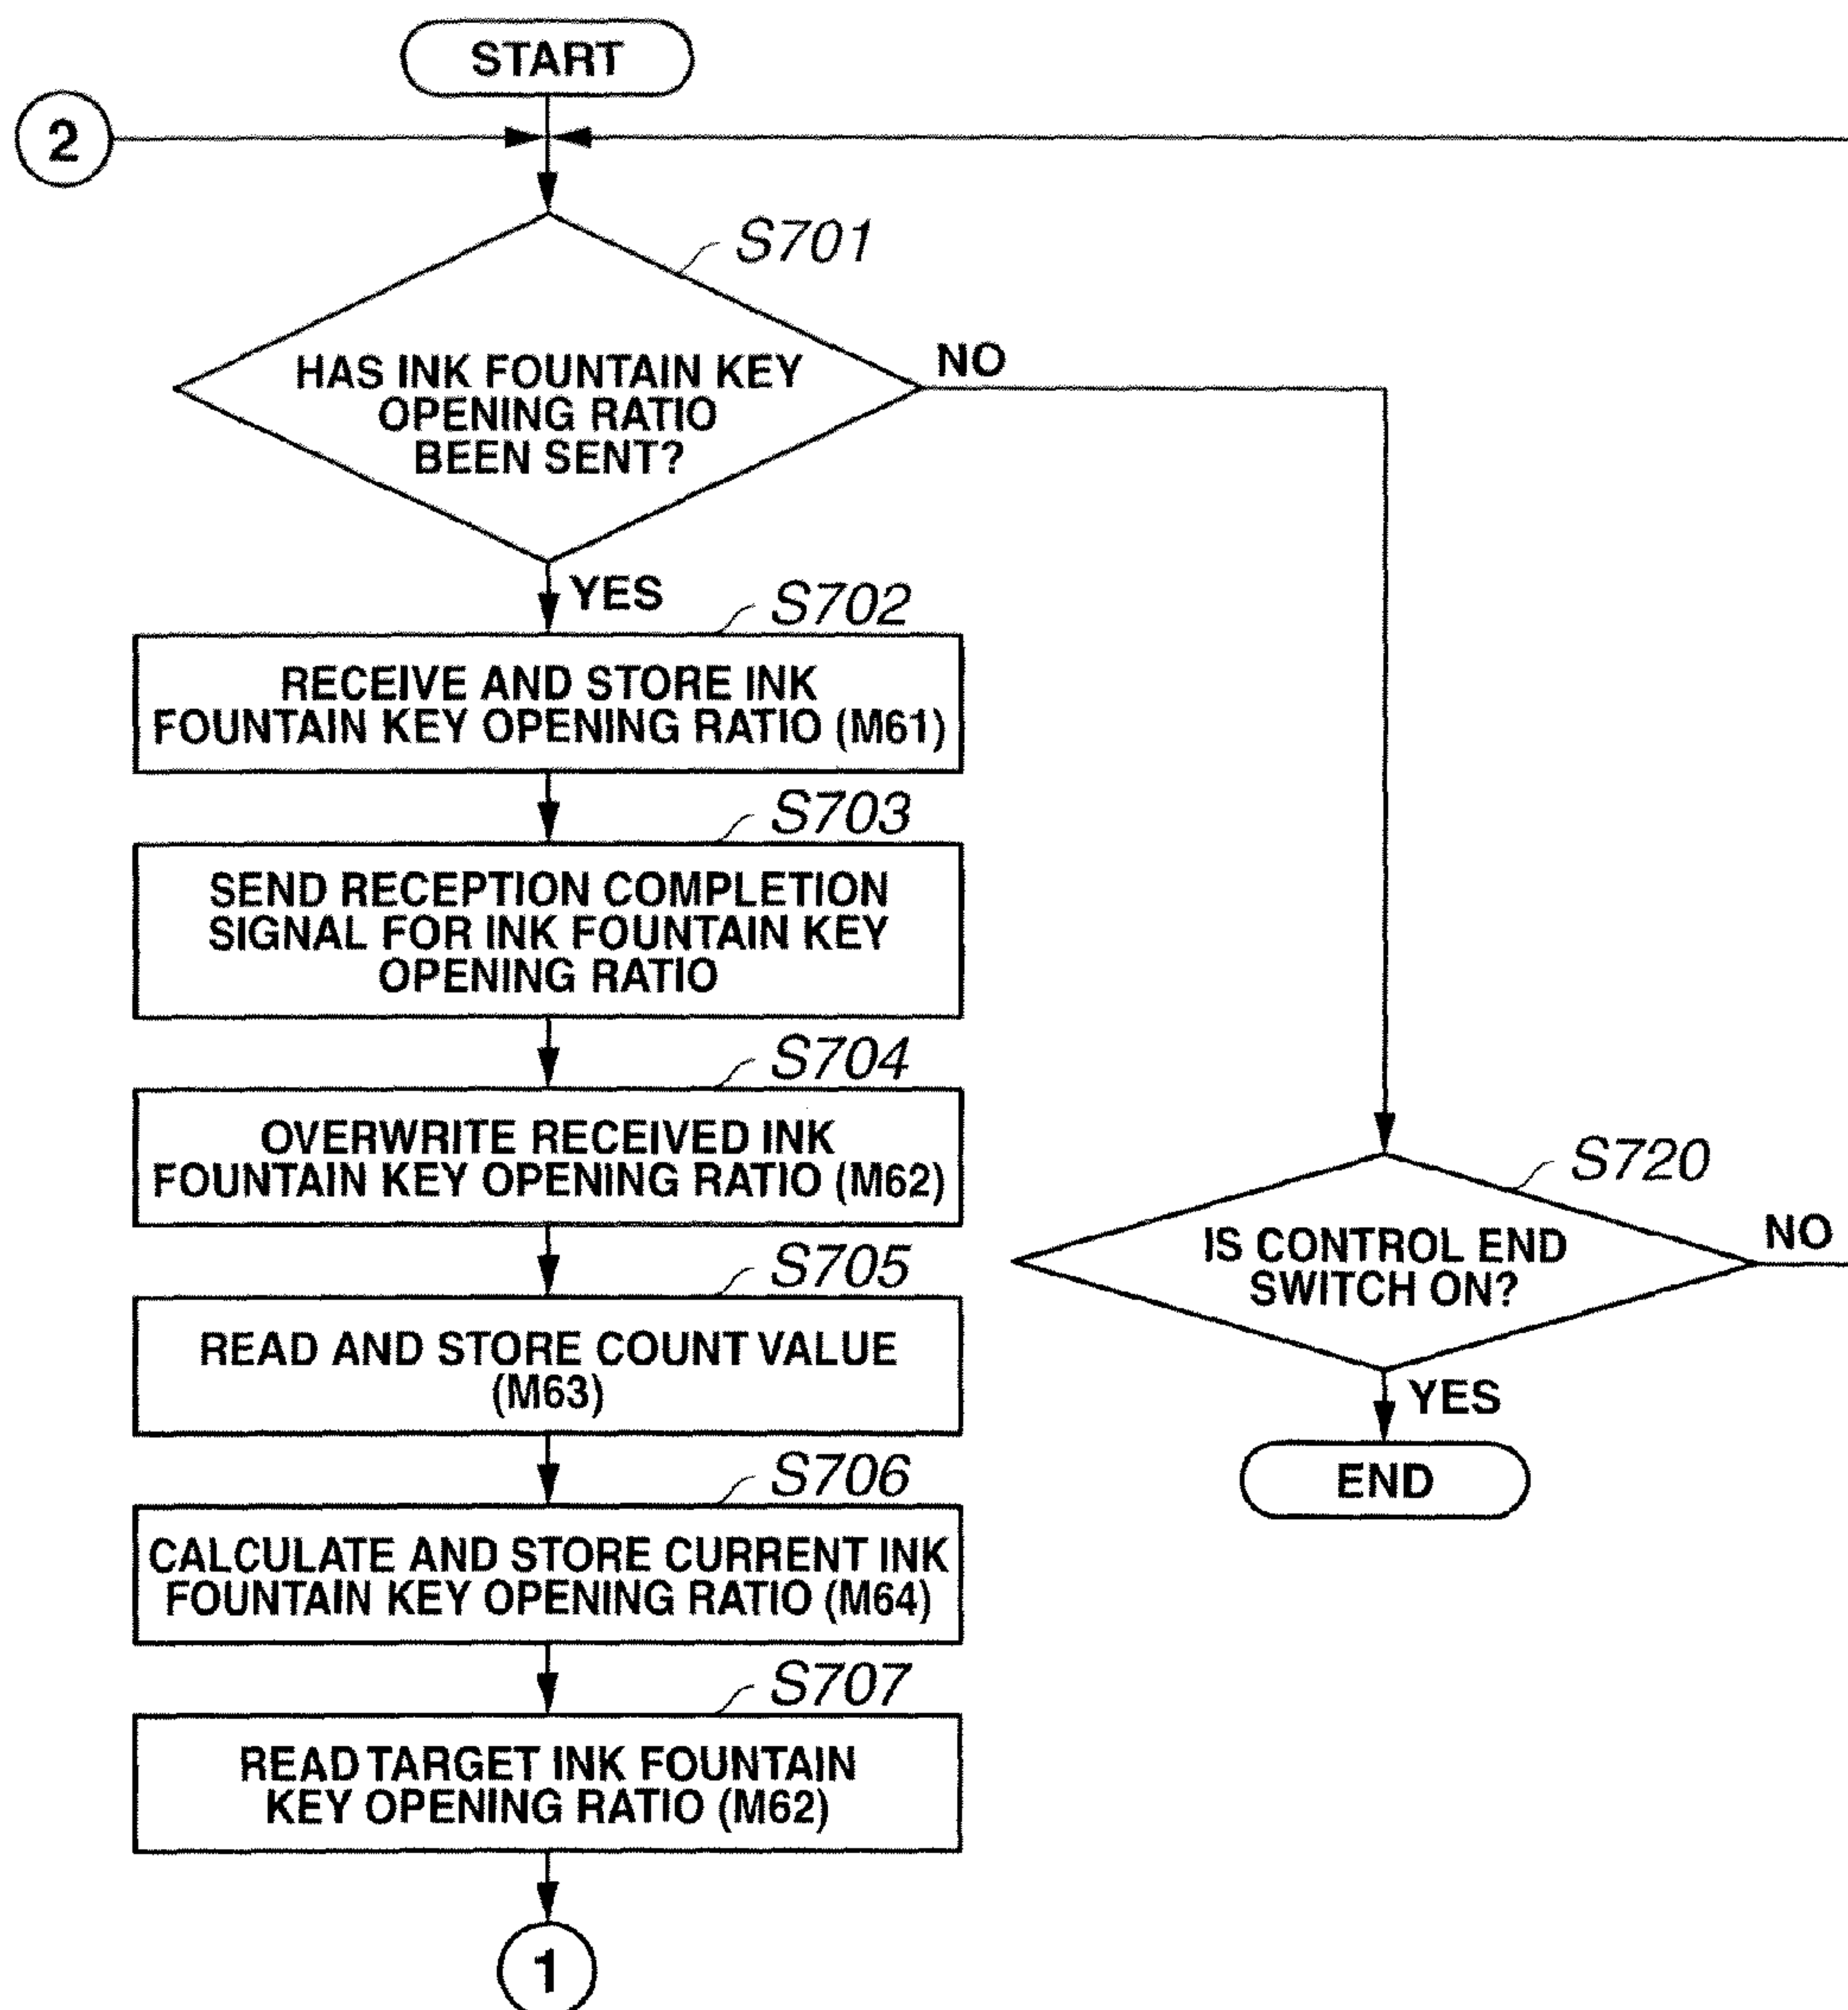 START
2
S701
HAS INK FOUNTAIN KEY
OPENING RATIO
BEEN SENT?
NO
YES
S702
RECEIVE AND STORE INK
FOUNTAIN KEY OPENING RATIO (M61)
S703
SEND RECEPTION COMPLETION
SIGNAL FOR INK FOUNTAIN KEY
OPENING RATIO
S704
OVERWRITE RECEIVED INK
FOUNTAIN KEY OPENING RATIO (M62)
S705
READ AND STORE COUNT VALUE
(M63)
S706
CALCULATE AND STORE CURRENT INK
FOUNTAIN KEY OPENING RATIO (M64)
S707
READ TARGET INK FOUNTAIN
KEY OPENING RATIO (M62)
1
S720
IS CONTROL END
SWITCH ON?
NO
YES
END